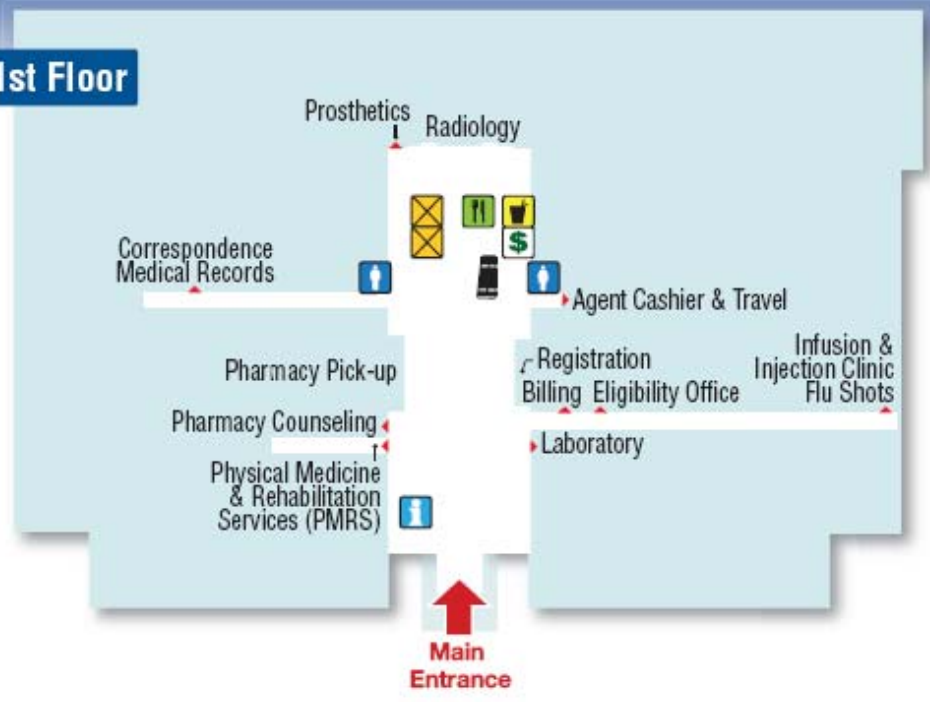 1st Floor
Prosthetics
Radiology
$
Correspondence
Medical Records
Agent Cashier & Travel
Pharmacy Pick-up
Registration
Billing Eligibility Office
Infusion &
Injection Clinic
Flu Shots
Pharmacy Counseling
Laboratory
Physical Medicine
& Rehabilitation
Services (PMRS)
i
Main
Entrance